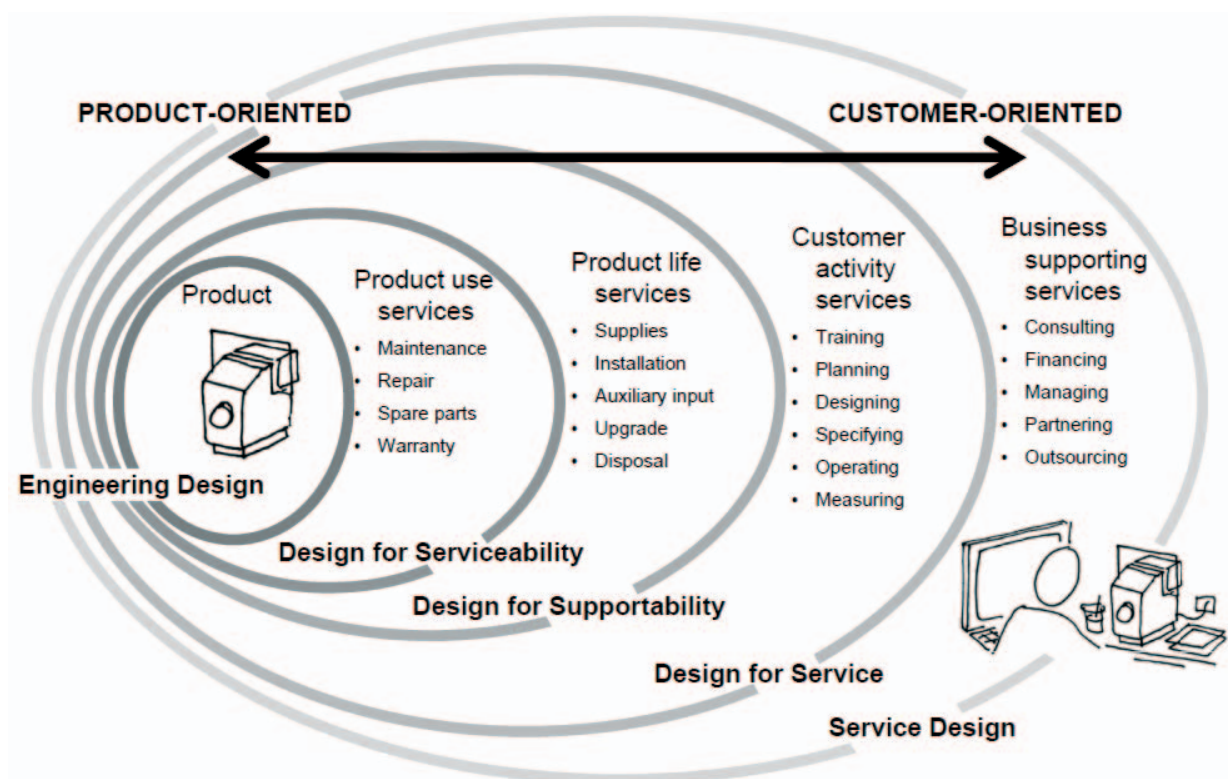 PRODUCT-ORIENTED
CUSTOMER-ORIENTED
Product
Product use
services
• Maintenance
• Repair
• Spare parts
• Warranty
Product life
services
• Supplies
• Installation
• Auxiliary input
• Upgrade
• Disposal
Customer
activity
services
• Training
• Planning
• Designing
• Specifying
• Operating
• Measuring
Business
supporting
services
• Consulting
• Financing
• Managing
• Partnering
• Outsourcing
Engineering Design
Design for Serviceability
Design for Supportability
Design for Service
Service Design